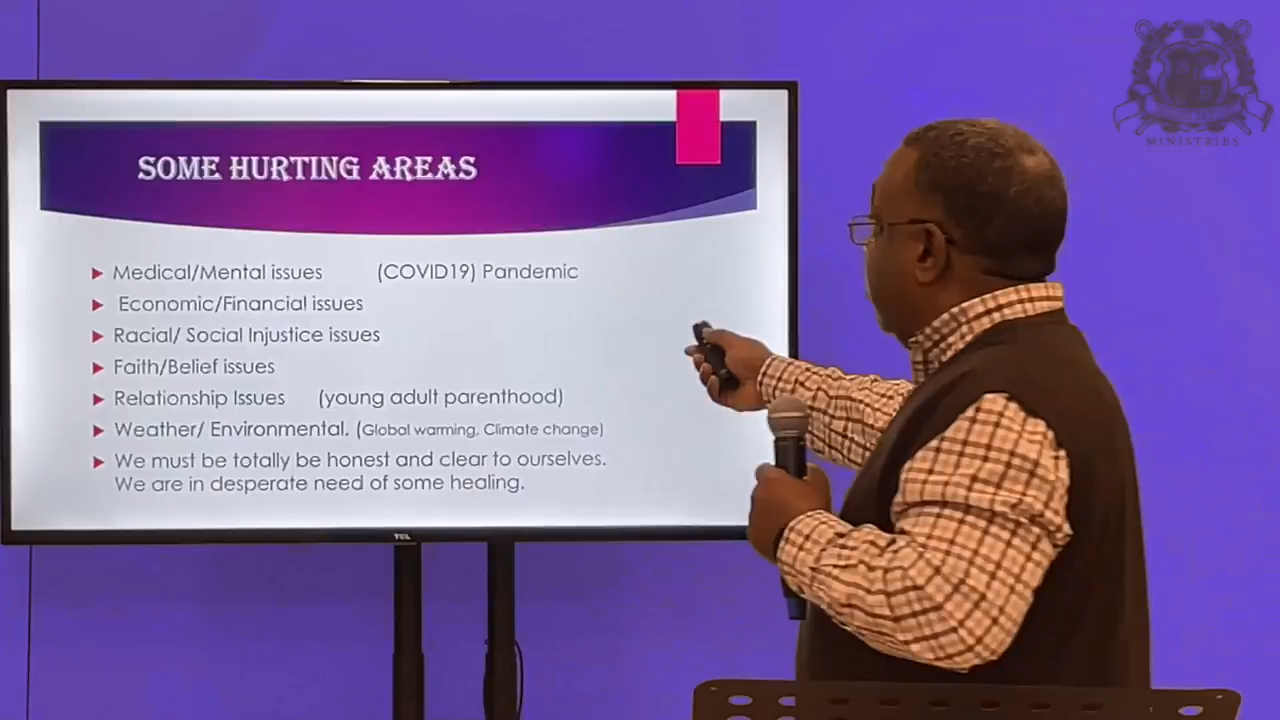 SOME HURTING AREAS
Medical/Mental issues (COVID19) Pandemic
Economic/Financial issues
Racial/ Social Injustice issues
Faith/Belief issues
Relationship Issues (young adult parenthood)
Weather/ Environmental. (Global warming, Climate change)
We must be totally be honest and clear to ourselves.
We are in desperate need of some healing.
TCL
MINISTRIES